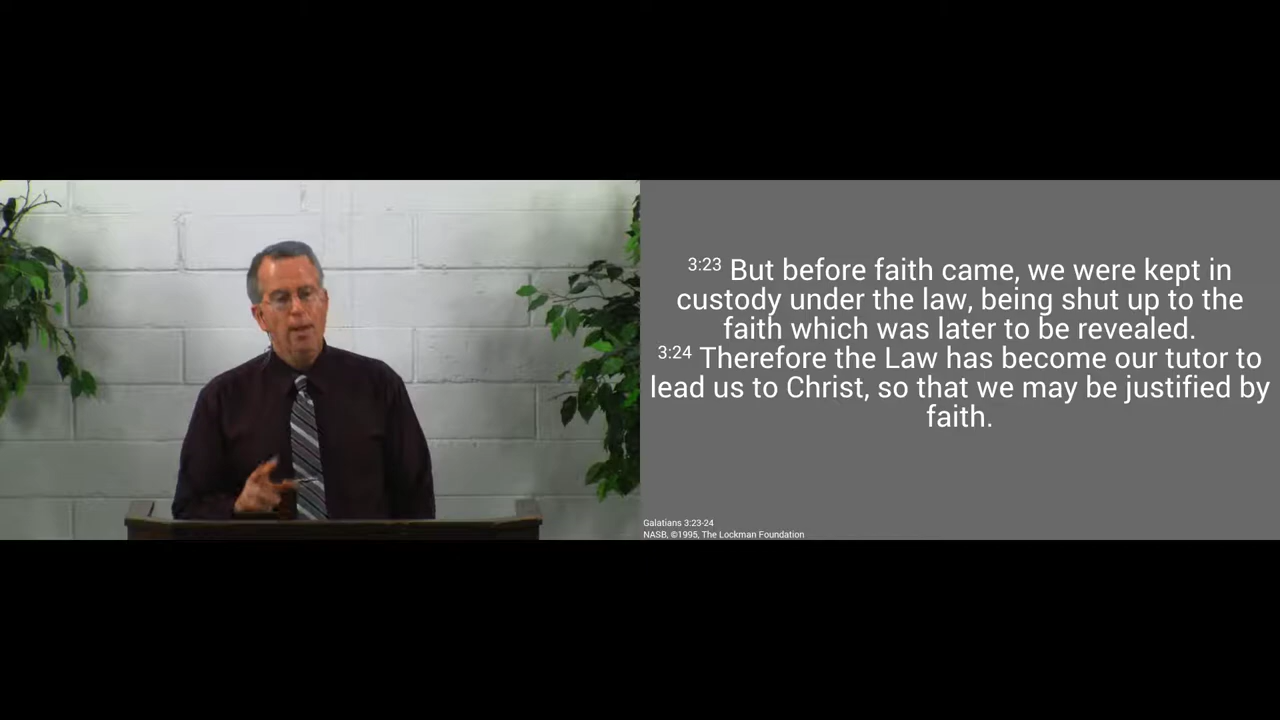 3:23 But before faith came, we were kept in
custody under the law, being shut up to the
faith which was later to be revealed.
3:24 Therefore the Law has become our tutor to
lead us to Christ, so that we may be justified by
faith.
Galatians 3:23-24
NASB, ©1995, The Lockman Foundation